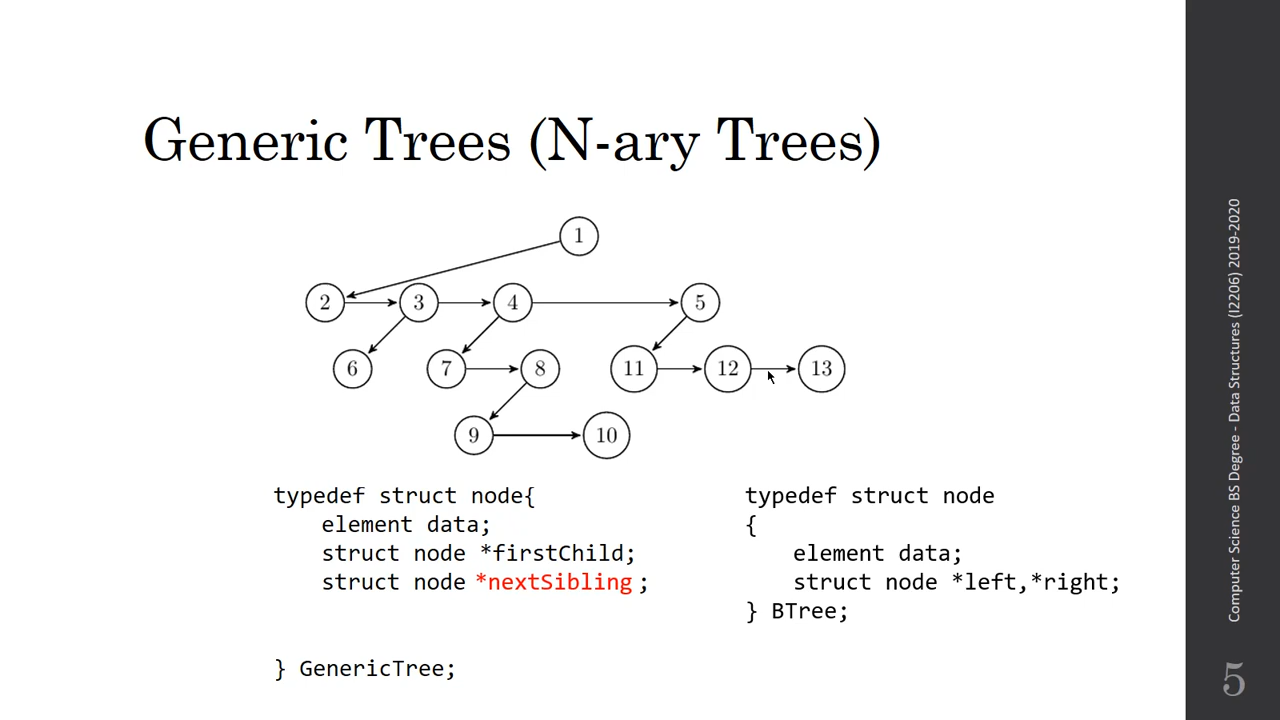 Generic Trees (N-ary Trees)
1
2 3 4 5
6 7 8 11 12 13
9 10
typedef struct node{
element data;
struct node *firstChild;
struct node *nextSibling ;
} GenericTree;
typedef struct node
{
element data;
struct node *left,*right;
} BTree;
Computer Science BS Degree - Data Structures (I2206) 2019-2020
5